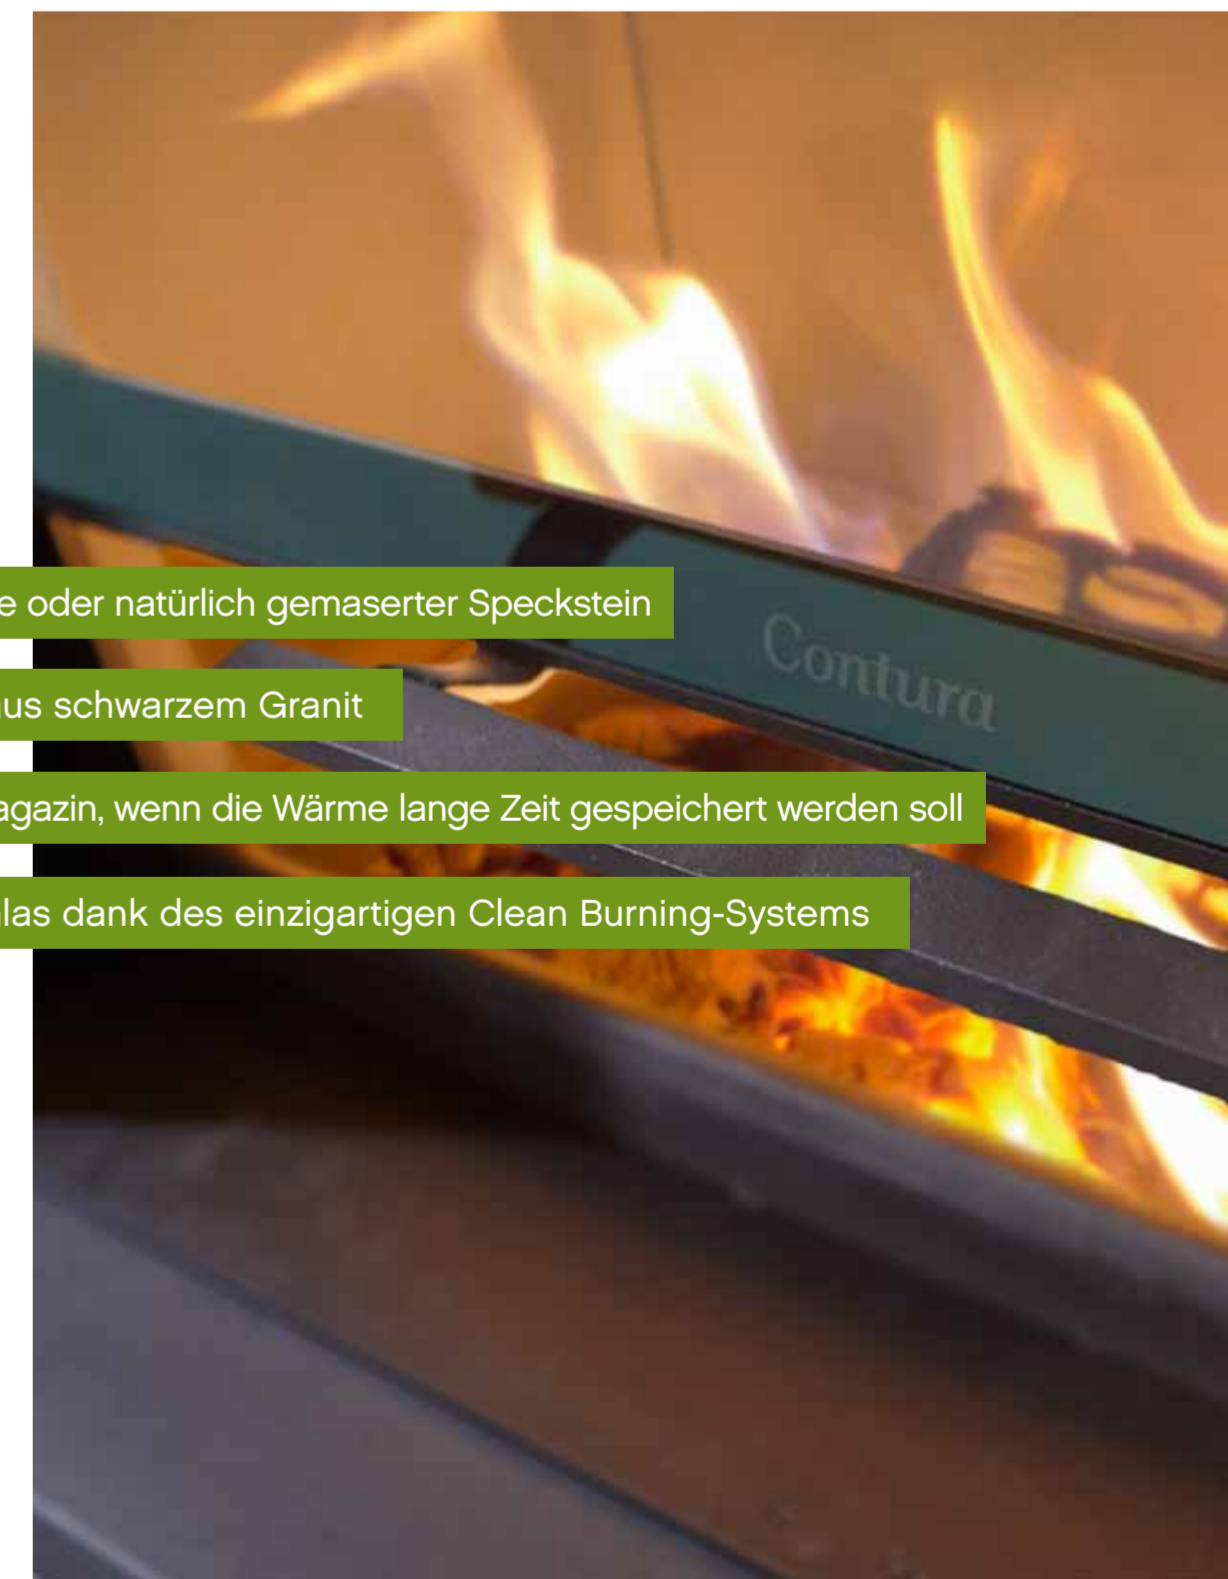 e oder natürlich gemaserter Speckstein
Contura
aus schwarzem Granit
agazin, wenn die Wärme lange Zeit gespeichert werden soll
las dank des einzigartigen Clean Burning-Systems